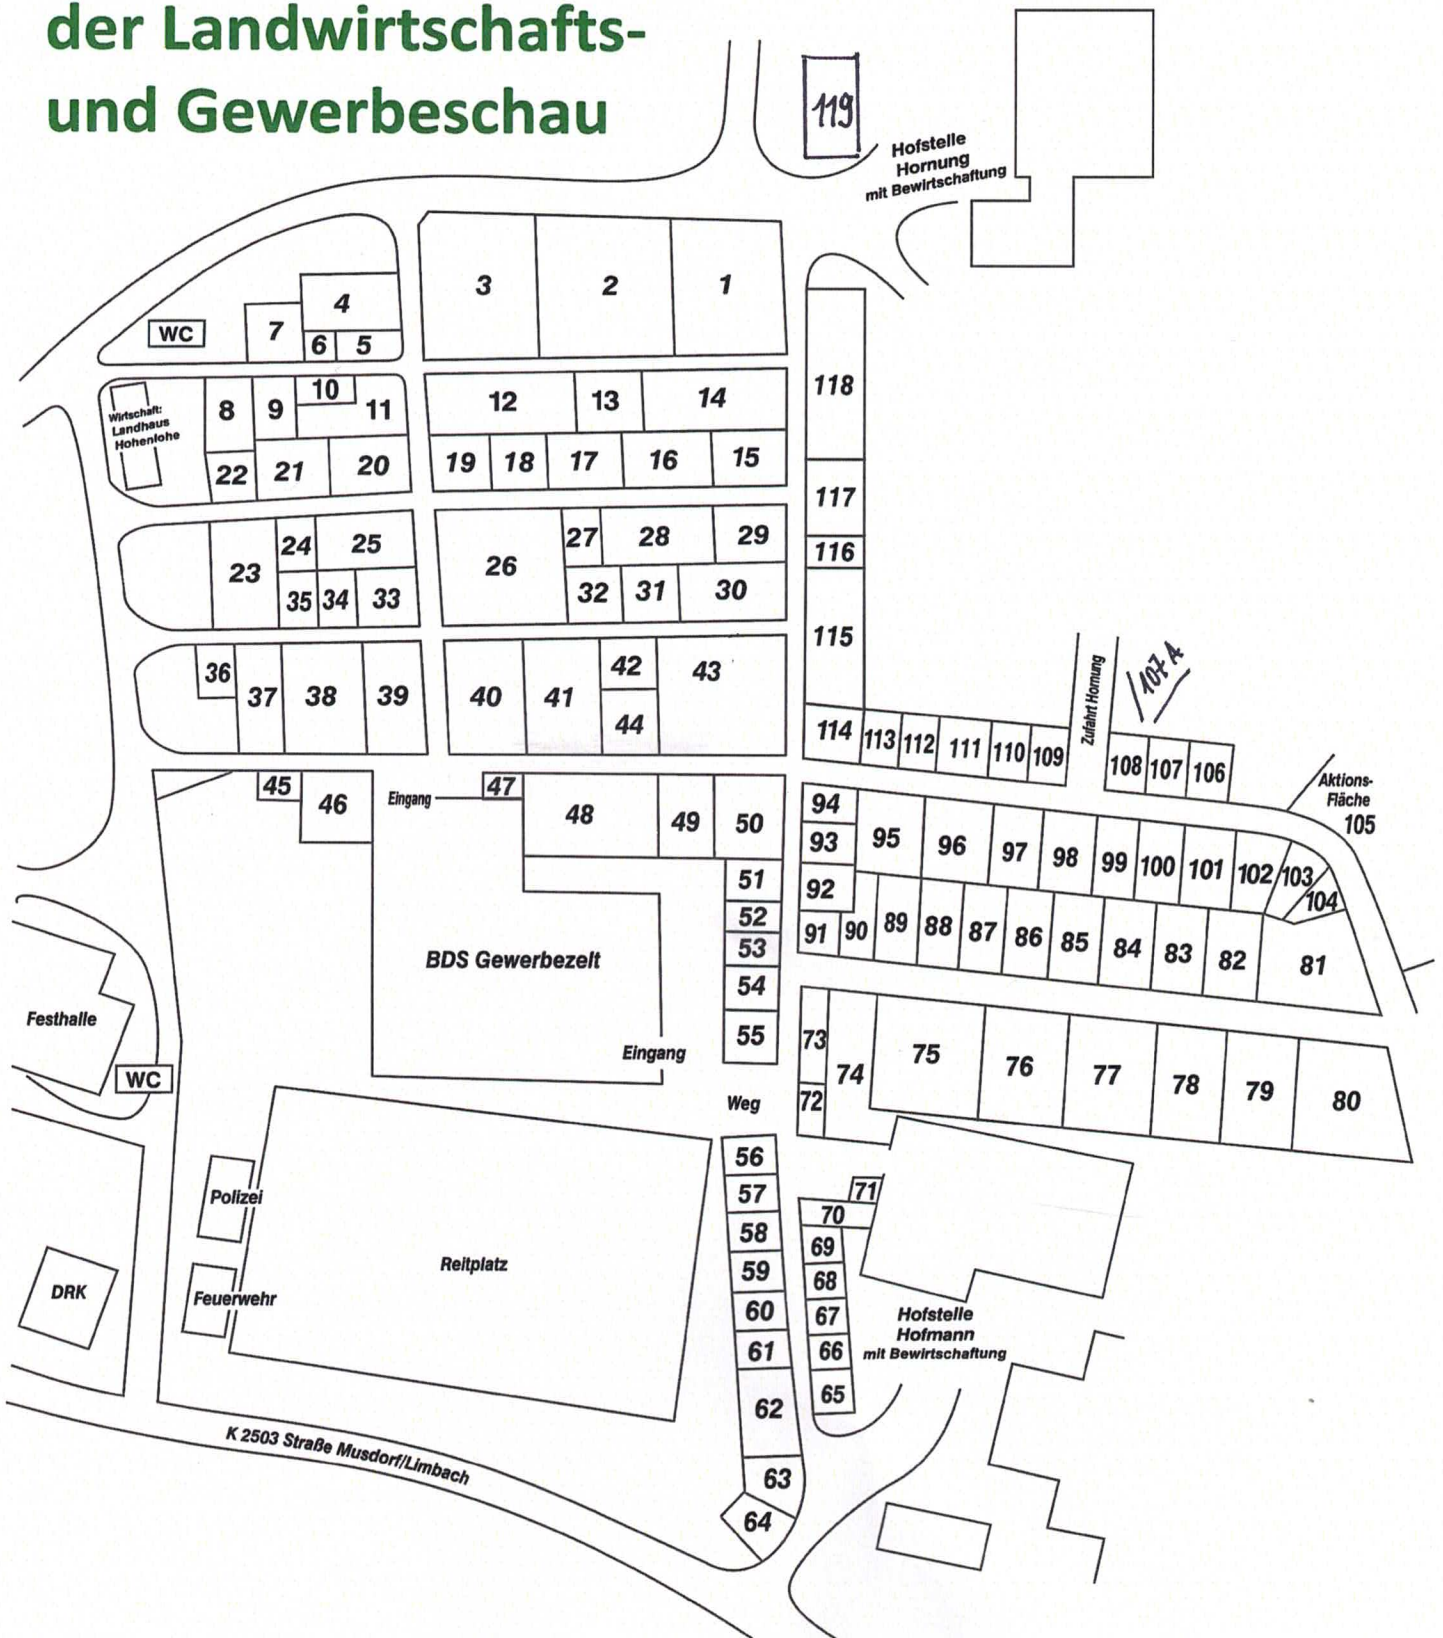 der Landwirtschafts-
und Gewerbeschau
119
Hofstelle
Hornung
mit Bewirtschaftung
3 2 1
4
7
6 5
WC
118
Wirtschaft:
Landhaus
Hohenlohe
8 9 10 11
12 13 14
22 21 20
19 18 17 16 15
117
23 24 25
26 27 28 29
116
35 34 33
32 31 30
115
36 37 38 39
40 41 42 43
44
Zufahrt Hornung
107 A
114 113 112 111 110 109
108 107 106
Aktions-
Fläche
105
45 46
Eingang
47
48 49 50
94
93
95 96 97 98 99 100 101 102 103
104
92
91 90 89 88 87 86 85 84 83 82 81
51
52
53
54
55
BDS Gewerbezelt
Eingang
Festhalle
WC
73
74 75 76 77 78 79 80
72
Weg
56
57
58
59
60
61
62
63
64
71
70
69
68
67
66
65
Polizei
Reitplatz
DRK
Feuerwehr
Hofstelle
Hofmann
mit Bewirtschaftung
K 2503 Straße Musdorf/Limbach